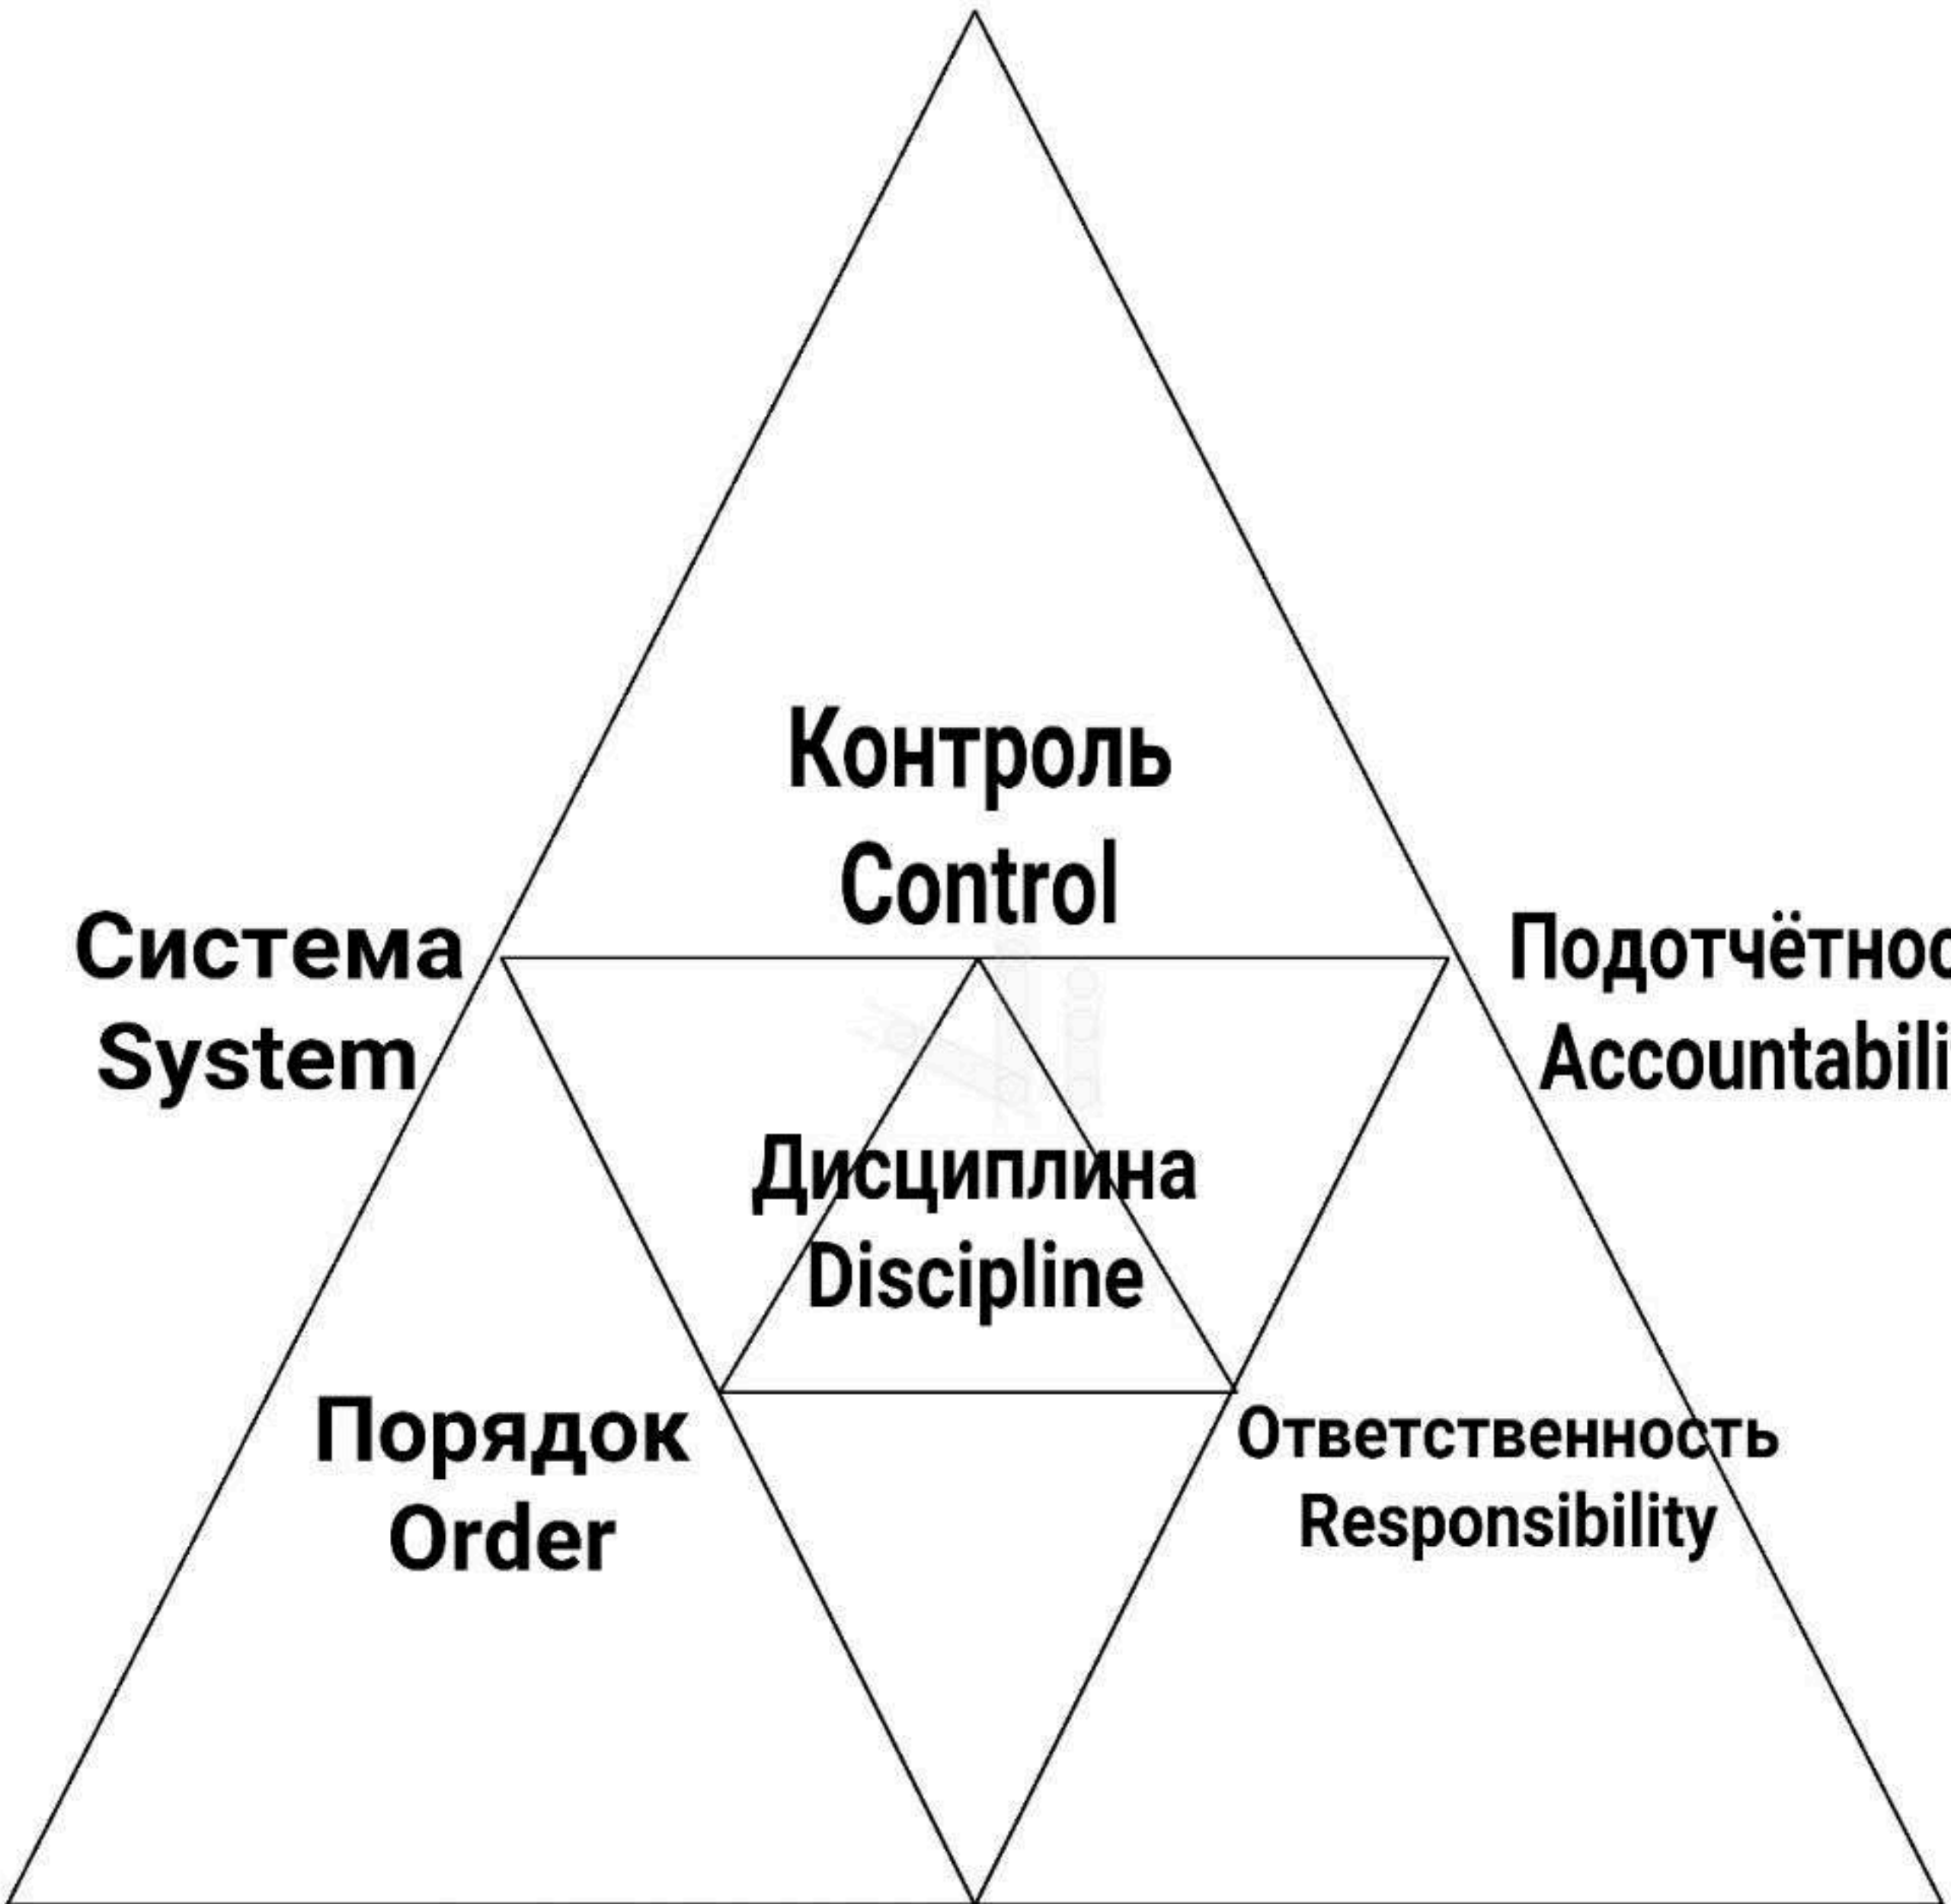 Контроль
Control
Система
System
Подотчётнос
Accountabili
Дисциплина
Discipline
Порядок
Order
Ответственность
Responsibility